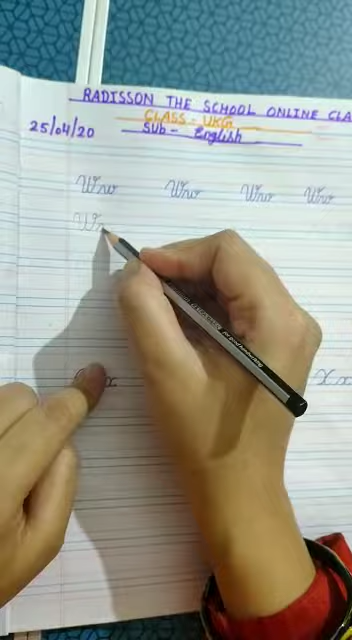 RADISSON THE SCHOOL ONLINE CLA
CLASS - UKG
25/04/20 Sub - English
Ww Ww Ww Ww
W
x X x